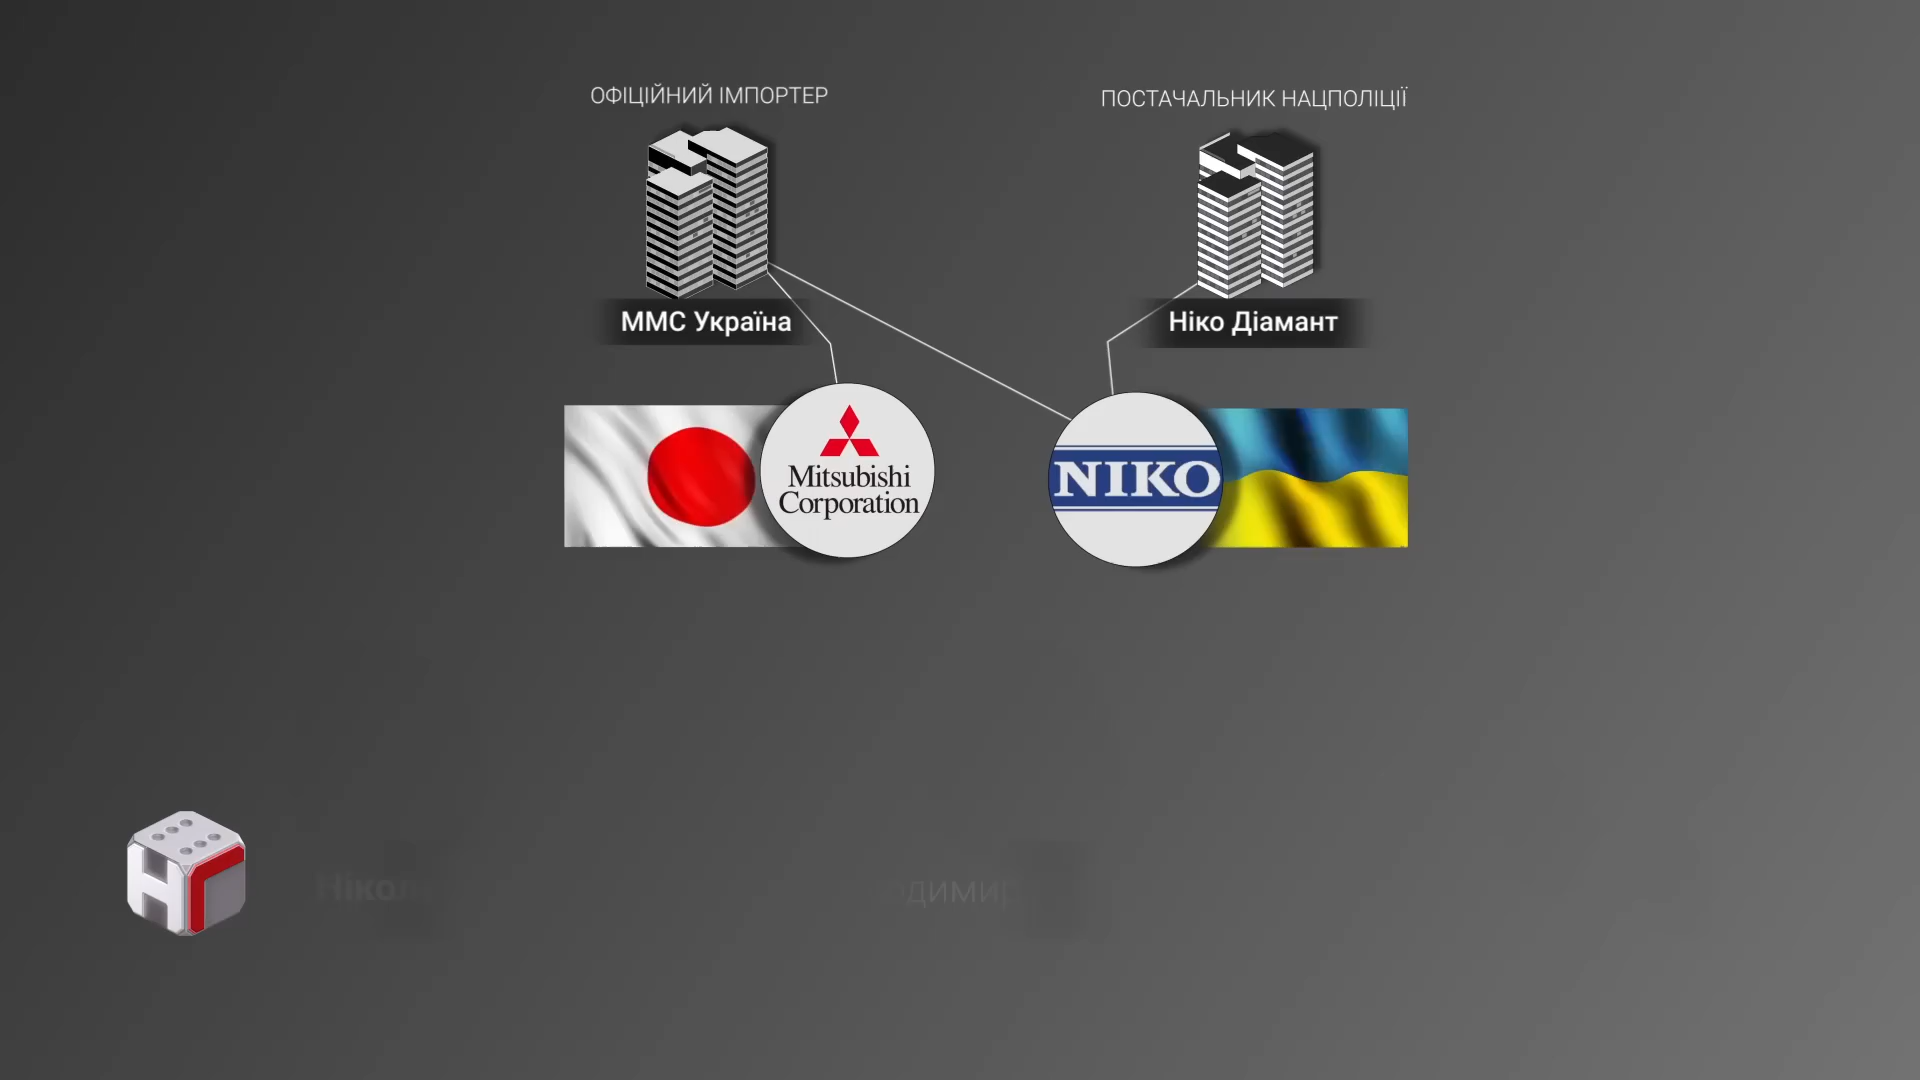 ОФІЦІЙНИЙ ІМПОРТЕР
ПОСТАЧАЛЬНИК НАЦПОЛІЦІЇ
ММС Україна
Ніко Діамант
Mitsubishi
Corporation
NIKO